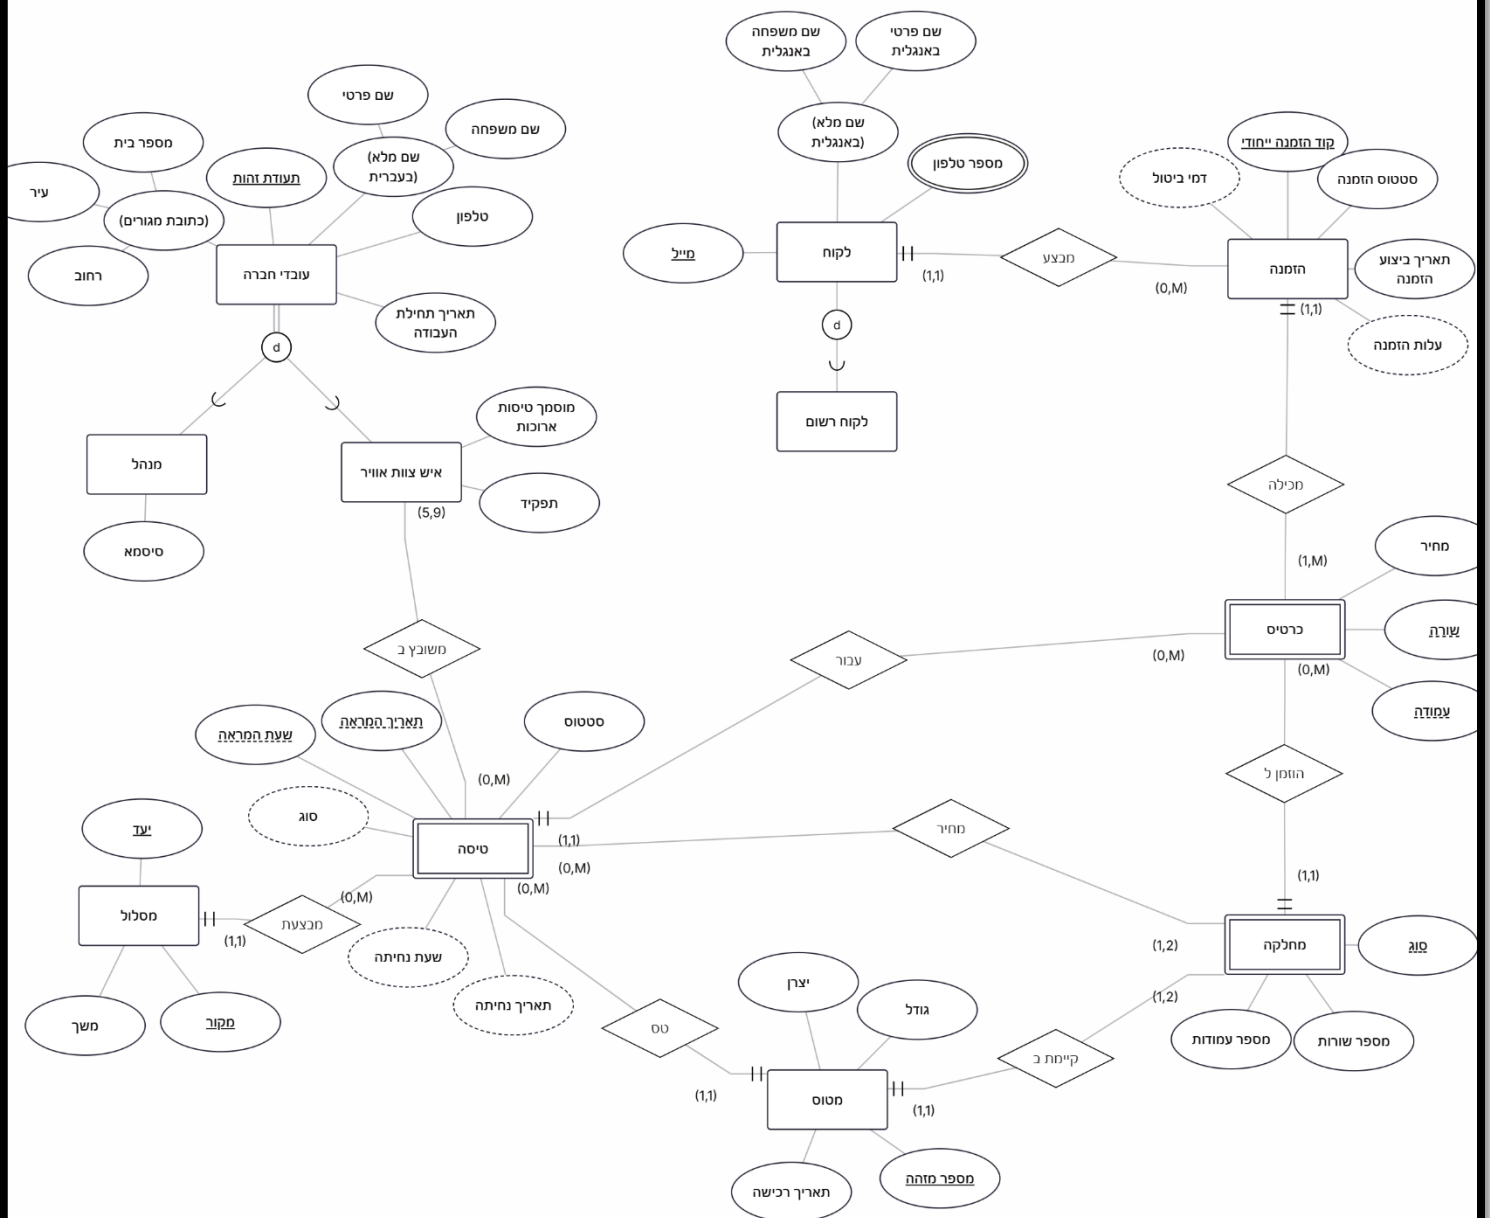 שם משפחה
באנגלית
שם פרטי
באנגלית
שם פרטי
שם משפחה
שם מלא)
(באנגלית
מספר בית
שם מלא)
(בעברית
מספר טלפון
קוד הזמנה ייחודי
דמי ביטול
סטטוס הזמנה
עיר
תעודת זהות
(כתובת מגורים)
טלפון
מייל
לקוח
(1,1)
מבצע
(0,M)
הזמנה
תאריך ביצוע
הזמנה
(1,1)
עלות הזמנה
רחוב
עובדי חברה
תאריך תחילת
העבודה
d
d
לקוח רשום
מנהל
איש צוות אוויר
מוסמך טיסות
ארוכות
תפקיד
(5,9)
סיסמא
מכילה
(1,M)
מחיר
כרטיס
שורה
(0,M)
(0,M)
עמודה
עבור
משובץ ב
שעת המראה
תאריך המראה
סטטוס
(0,M)
הוזמן ל
סוג
טיסה
(1,1)
(0,M)
(0,M)
מחיר
יעד
מסלול
(1,1)
מבצעת
(0,M)
(1,1)
מחלקה
סוג
(1,2)
(1,2)
שעת נחיתה
תאריך נחיתה
משך
מקור
טס
(1,1)
יצרן
גודל
מטוס
(1,1)
קיימת ב
מספר עמודות
מספר שורות
תאריך רכישה
מספר מזהה